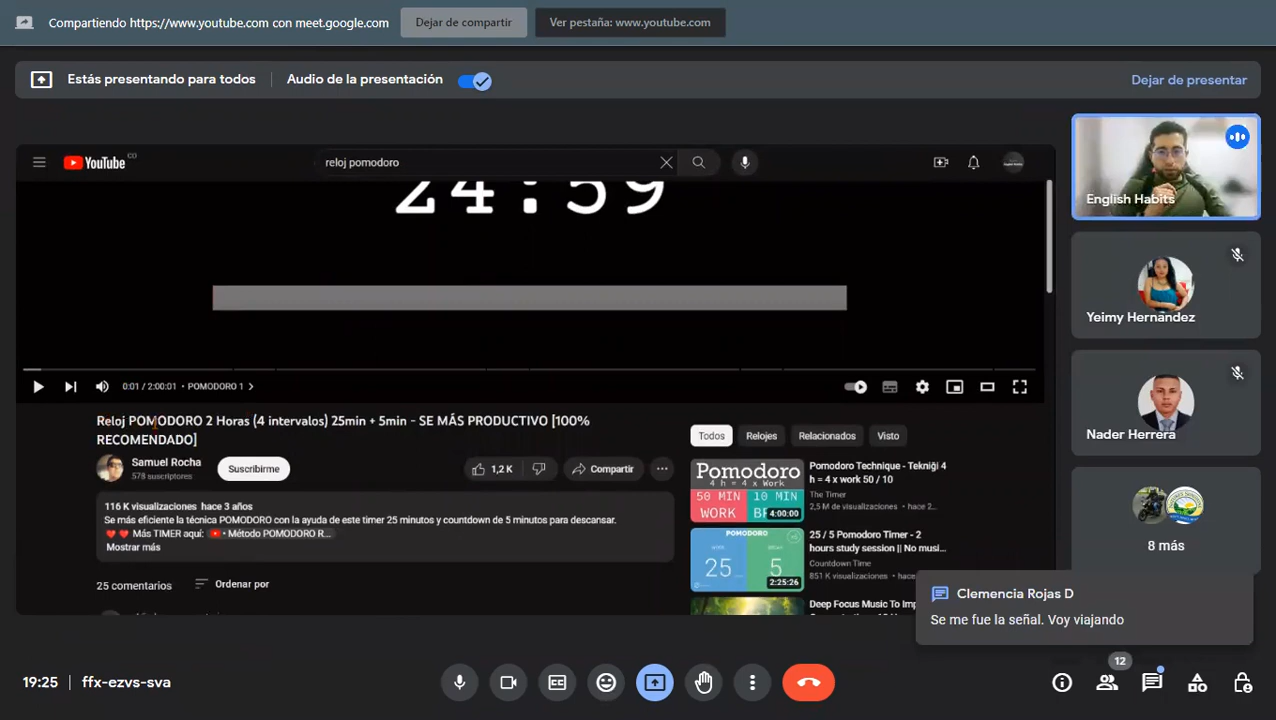 Compartiendo https://www.youtube.com con meet.google.com
Dejar de compartir
Ver pestaña: www.youtube.com
Estás presentando para todos
Audio de la presentación
Dejar de presentar
YouTube CO
reloj pomodoro
24:59
0:01 / 2:00:01 • POMODORO 1
Reloj POMODORO 2 Horas (4 intervalos) 25min + 5min - SE MÁS PRODUCTIVO [100%
RECOMENDADO]
Samuel Rocha
578 suscriptores
Suscribirme
1,2 K
Compartir
116 K visualizaciones hace 3 años
Se más eficiente la técnica POMODORO con la ayuda de este timer 25 minutos y countdown de 5 minutos para descansar.
Más TIMER aquí: • Método POMODORO R...
Mostrar más
25 comentarios
Ordenar por
Todos
Relojes
Relacionados
Visto
Pomodoro
4 h = 4 x Work
50 MIN
WORK
10 MIN
4:00:00
Pomodoro Technique - Tekniği 4
h = 4 x work 50 / 10
The Timer
2,5 M de visualizaciones • hace 2...
POMODORO
25
5
2:25:26
25 / 5 Pomodoro Timer - 2
hours study session || No musi...
Countdown Time
851 K visualizaciones • hace
Deep Focus Music To Imp
English Habits
Yeimy Hernández
Nader Herrera
8 más
Clemencia Rojas D
Se me fue la señal. Voy viajando
19:25
ffx-ezvs-sva
12